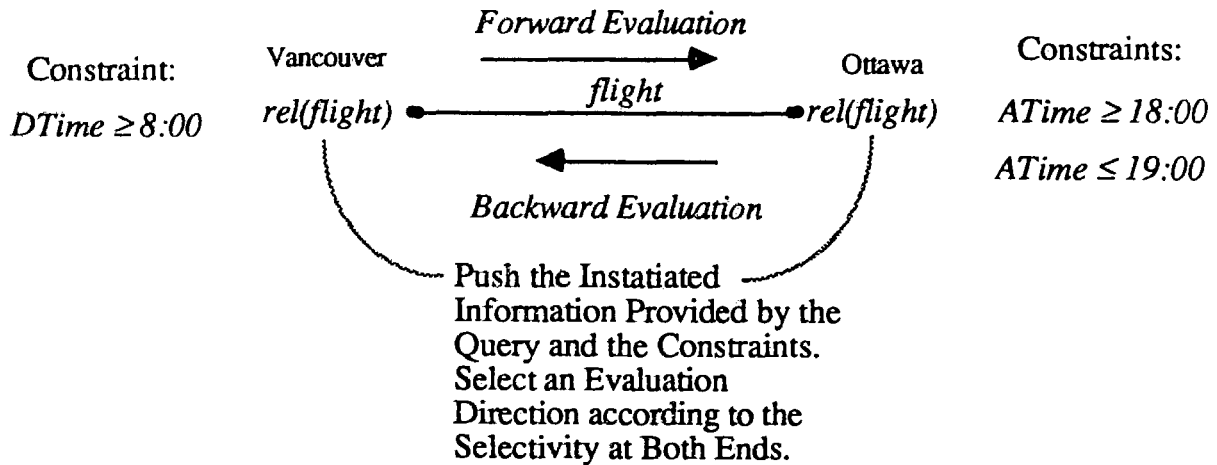 Forward Evaluation
Constraint:
Vancouver
Ottawa
Constraints:
DTime ≥ 8:00
rel(flight)
flight
rel(flight)
ATime ≥ 18:00
ATime ≤ 19:00
Backward Evaluation
Push the Instatiated
Information Provided by the
Query and the Constraints.
Select an Evaluation
Direction according to the
Selectivity at Both Ends.